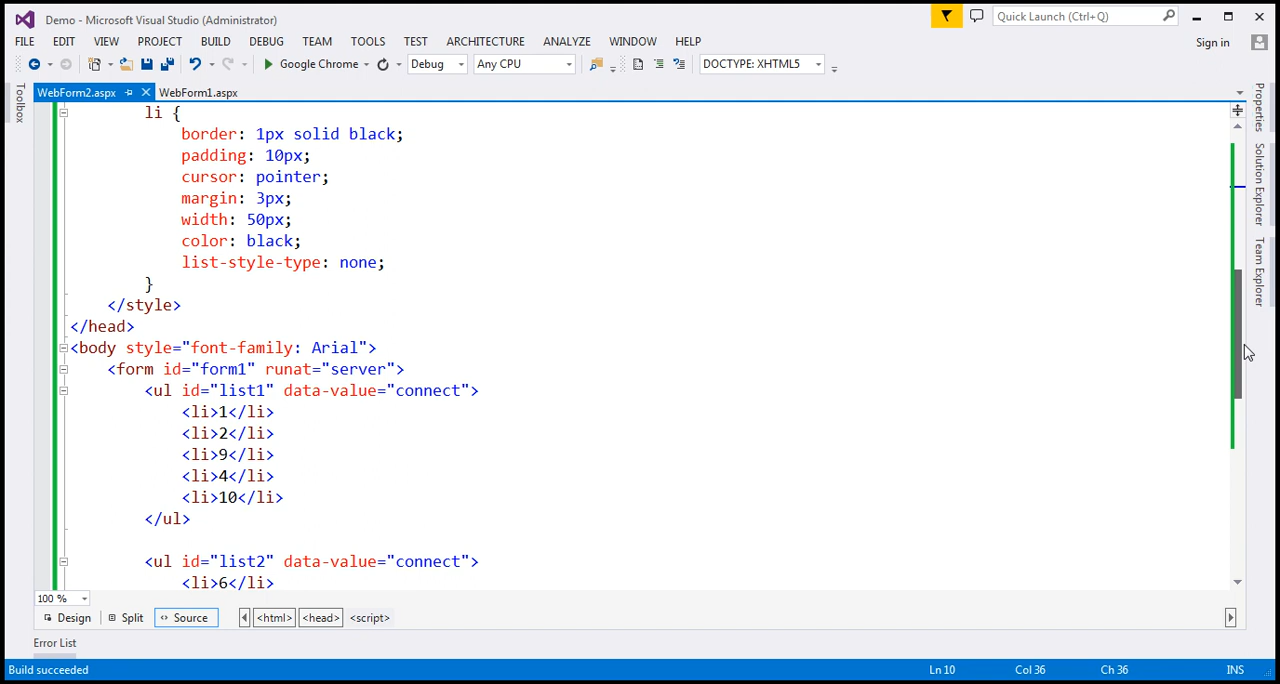 Demo - Microsoft Visual Studio (Administrator)
Quick Launch (Ctrl+Q)
FILE EDIT VIEW PROJECT BUILD DEBUG TEAM TOOLS TEST ARCHITECTURE ANALYZE WINDOW HELP
Sign in
Google Chrome Debug Any CPU DOCTYPE: XHTML5
Toolbox
WebForm2.aspx WebForm1.aspx
li {
border: 1px solid black;
padding: 10px;
cursor: pointer;
margin: 3px;
width: 50px;
color: black;
list-style-type: none;
}
</style>
</head>
<body style="font-family: Arial">
<form id="form1" runat="server">
<ul id="list1" data-value="connect">
<li>1</li>
<li>2</li>
<li>9</li>
<li>4</li>
<li>10</li>
</ul>
<ul id="list2" data-value="connect">
<li>6</li>
Properties
Solution Explorer
Team Explorer
100 %
Design Split Source <html> <head> <script>
Error List
Build succeeded Ln 10 Col 36 Ch 36 INS